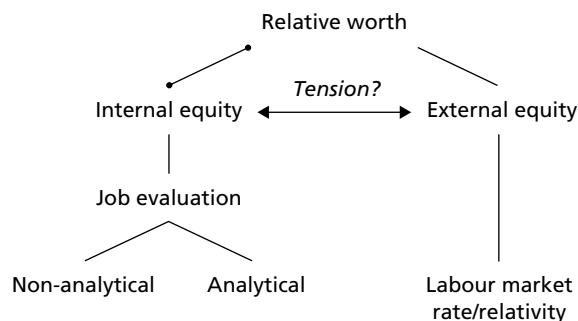 Relative worth
Tension?
Internal equity
External equity
Job evaluation
Non-analytical
Analytical
Labour market
rate/relativity